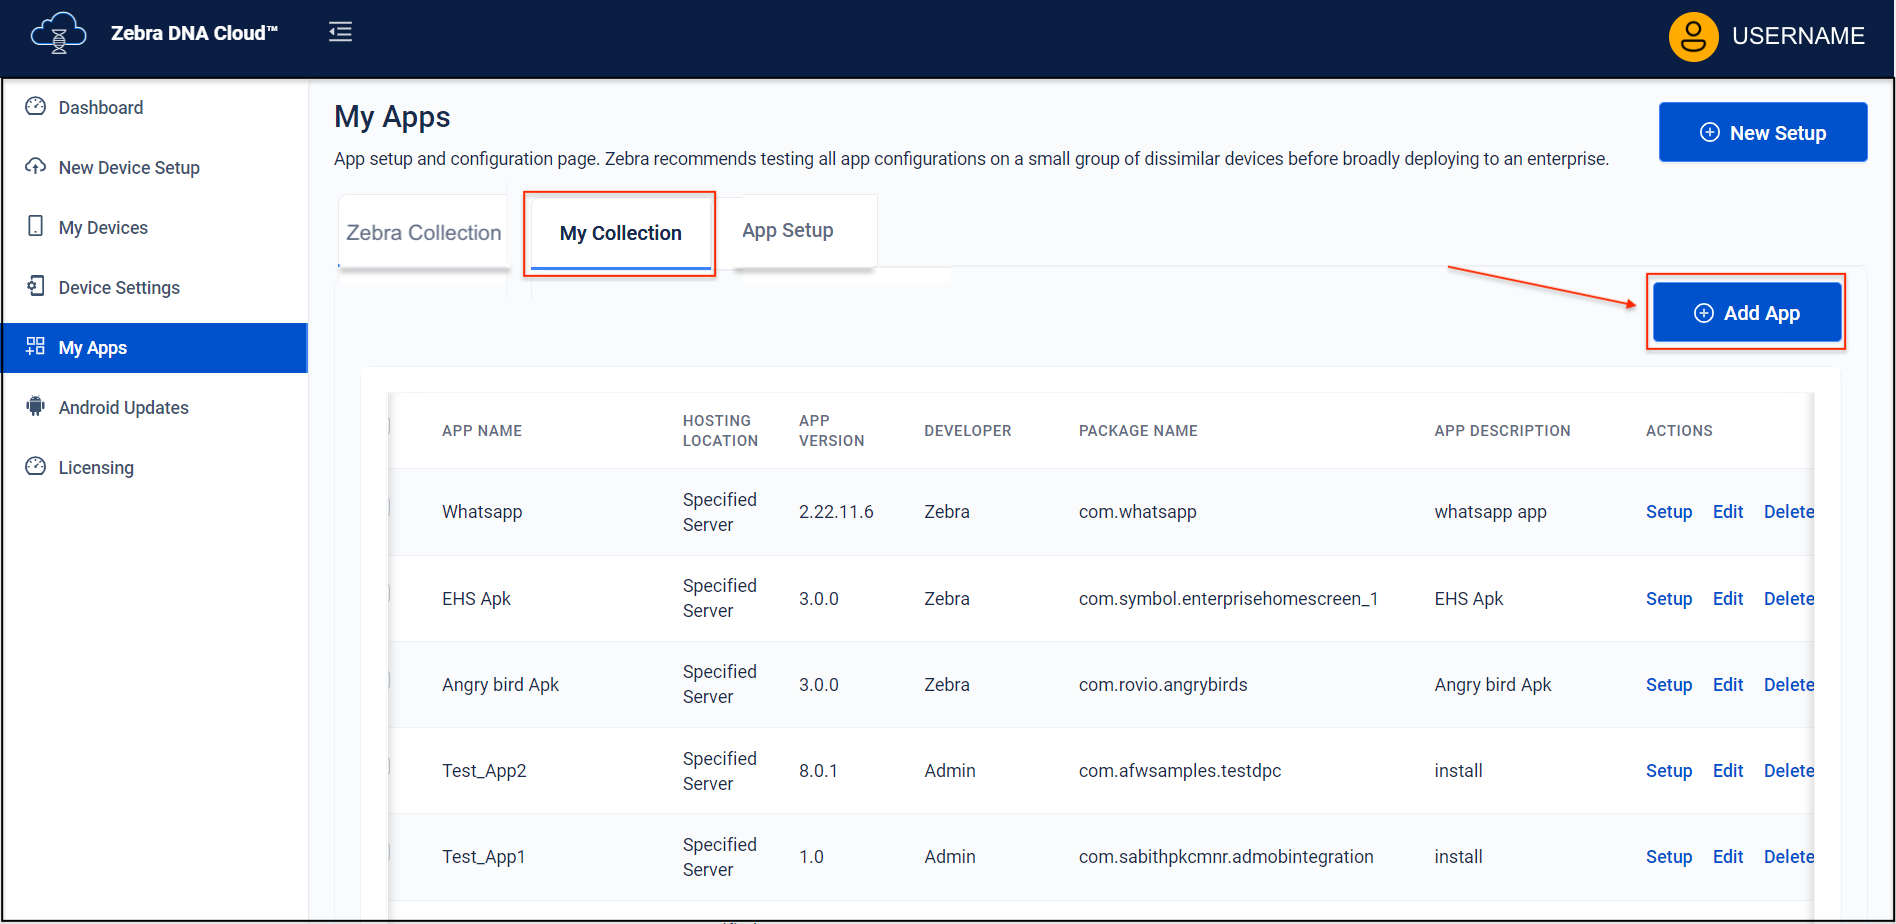 Zebra DNA Cloud™
USERNAME
Dashboard
New Device Setup
My Devices
Device Settings
My Apps
Android Updates
Licensing
My Apps
App setup and configuration page. Zebra recommends testing all app configurations on a small group of dissimilar devices before broadly deploying to an enterprise.
New Setup
Zebra Collection
My Collection
App Setup
Add App
APP NAME
HOSTING
LOCATION
APP
VERSION
DEVELOPER
PACKAGE NAME
APP DESCRIPTION
ACTIONS
Whatsapp
Specified
Server
2.22.11.6
Zebra
com.whatsapp
whatsapp app
Setup Edit Delete
EHS Apk
Specified
Server
3.0.0
Zebra
com.symbol.enterprisehomescreen_1
EHS Apk
Setup Edit Delete
Angry bird Apk
Specified
Server
3.0.0
Zebra
com.rovio.angrybirds
Angry bird Apk
Setup Edit Delete
Test_App2
Specified
Server
8.0.1
Admin
com.afwsamples.testdpc
install
Setup Edit Delete
Test_App1
Specified
Server
1.0
Admin
com.sabithpkcmnr.admobintegration
install
Setup Edit Delete